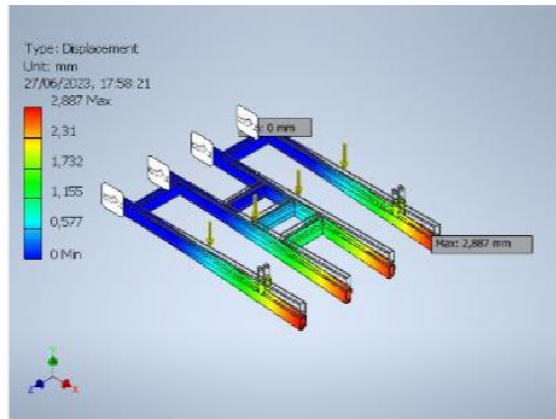 Type: Displacement
Unit: mm
27/06/2023, 17:58:21
2,887 Max
2,31
1,732
1,155
0,577
0 Min
: 0 mm
Max: 2,887 mm
Y
Z
X